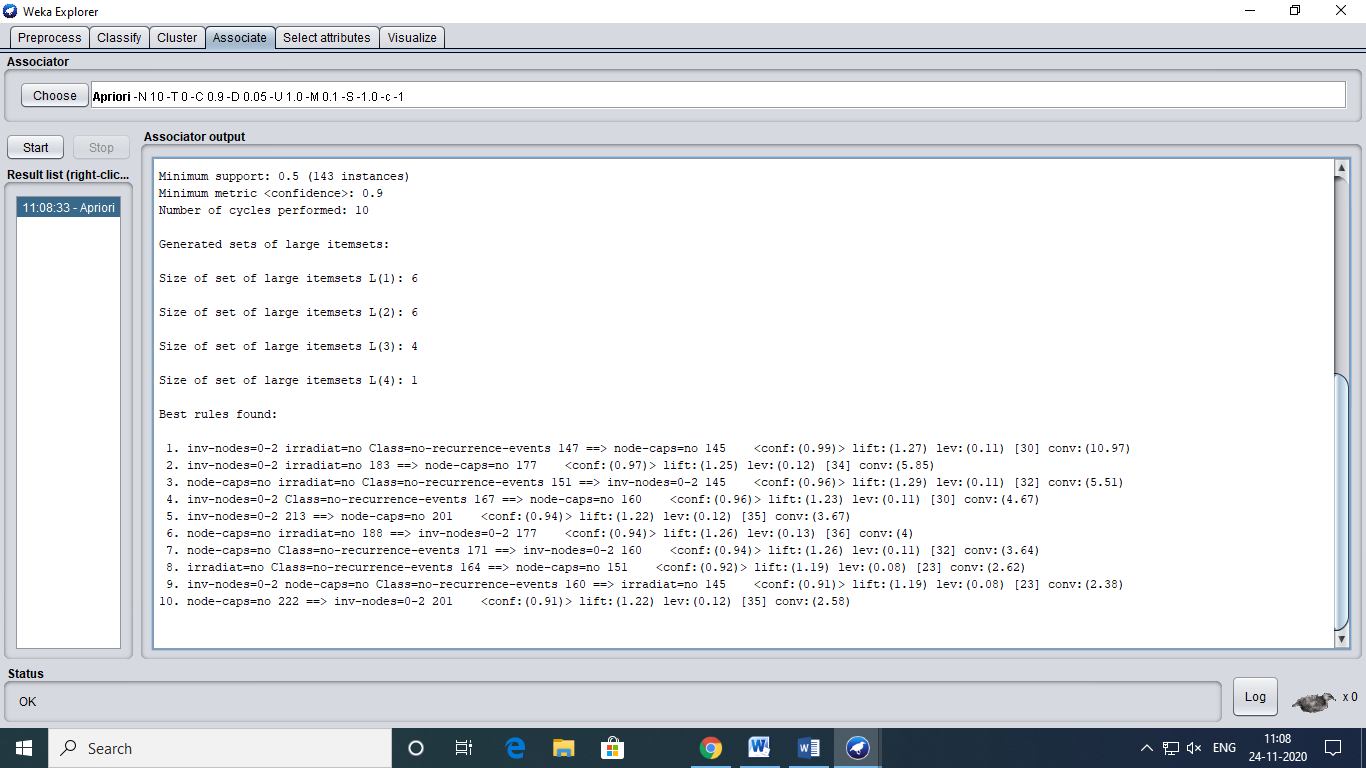 Weka Explorer
Preprocess Classify Cluster Associate Select attributes Visualize
Associator
Choose Apriori -N 10 -T 0 -C 0.9 -D 0.05 -U 1.0 -M 0.1 -S -1.0 -c -1
Start Stop
Result list (right-clic...
11:08:33 - Apriori
Associator output
Minimum support: 0.5 (143 instances)
Minimum metric <confidence>: 0.9
Number of cycles performed: 10
Generated sets of large itemsets:
Size of set of large itemsets L(1): 6
Size of set of large itemsets L(2): 6
Size of set of large itemsets L(3): 4
Size of set of large itemsets L(4): 1
Best rules found:
1. inv-nodes=0-2 irradiat=no Class=no-recurrence-events 147 ==> node-caps=no 145 <conf:(0.99)> lift:(1.27) lev:(0.11) [30] conv:(10.97)
2. inv-nodes=0-2 irradiat=no 183 ==> node-caps=no 177 <conf:(0.97)> lift:(1.25) lev:(0.12) [34] conv:(5.85)
3. node-caps=no irradiat=no Class=no-recurrence-events 151 ==> inv-nodes=0-2 145 <conf:(0.96)> lift:(1.29) lev:(0.11) [32] conv:(5.51)
4. inv-nodes=0-2 Class=no-recurrence-events 167 ==> node-caps=no 160 <conf:(0.96)> lift:(1.23) lev:(0.11) [30] conv:(4.67)
5. inv-nodes=0-2 213 ==> node-caps=no 201 <conf:(0.94)> lift:(1.22) lev:(0.12) [35] conv:(3.67)
6. node-caps=no irradiat=no 188 ==> inv-nodes=0-2 177 <conf:(0.94)> lift:(1.26) lev:(0.13) [36] conv:(4)
7. node-caps=no Class=no-recurrence-events 171 ==> inv-nodes=0-2 160 <conf:(0.94)> lift:(1.26) lev:(0.11) [32] conv:(3.64)
8. irradiat=no Class=no-recurrence-events 164 ==> node-caps=no 151 <conf:(0.92)> lift:(1.19) lev:(0.08) [23] conv:(2.62)
9. inv-nodes=0-2 node-caps=no Class=no-recurrence-events 160 ==> irradiat=no 145 <conf:(0.91)> lift:(1.19) lev:(0.08) [23] conv:(2.38)
10. node-caps=no 222 ==> inv-nodes=0-2 201 <conf:(0.91)> lift:(1.22) lev:(0.12) [35] conv:(2.58)
Status
OK
Log
x 0
Search
ENG
11:08
24-11-2020